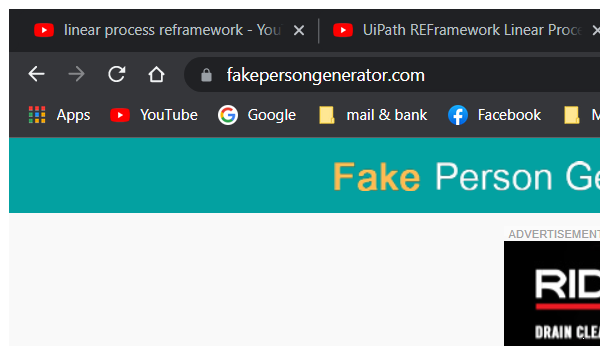 linear process reframework - You
UiPath REFramework Linear Proce
fakepersongenerator.com
Apps YouTube Google mail & bank Facebook M
Fake Person Ge
ADVERTISEMENT
RID
DRAIN CLEA